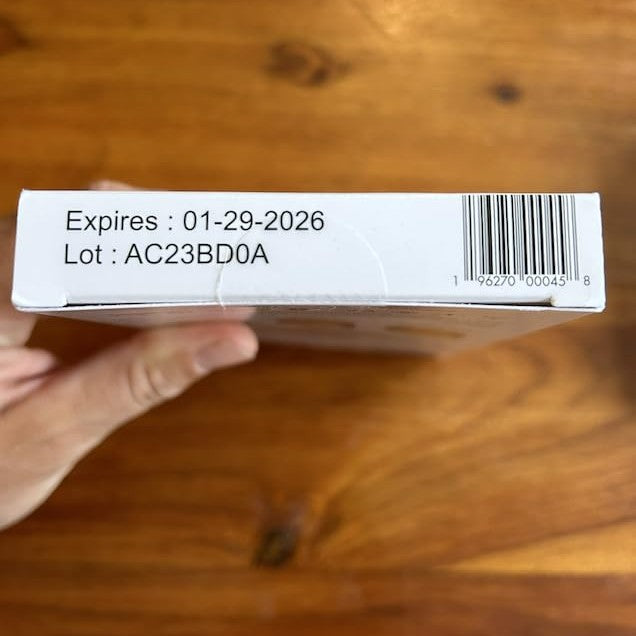 Expires : 01-29-2026
Lot : AC23BD0A
1 96270 00045 8